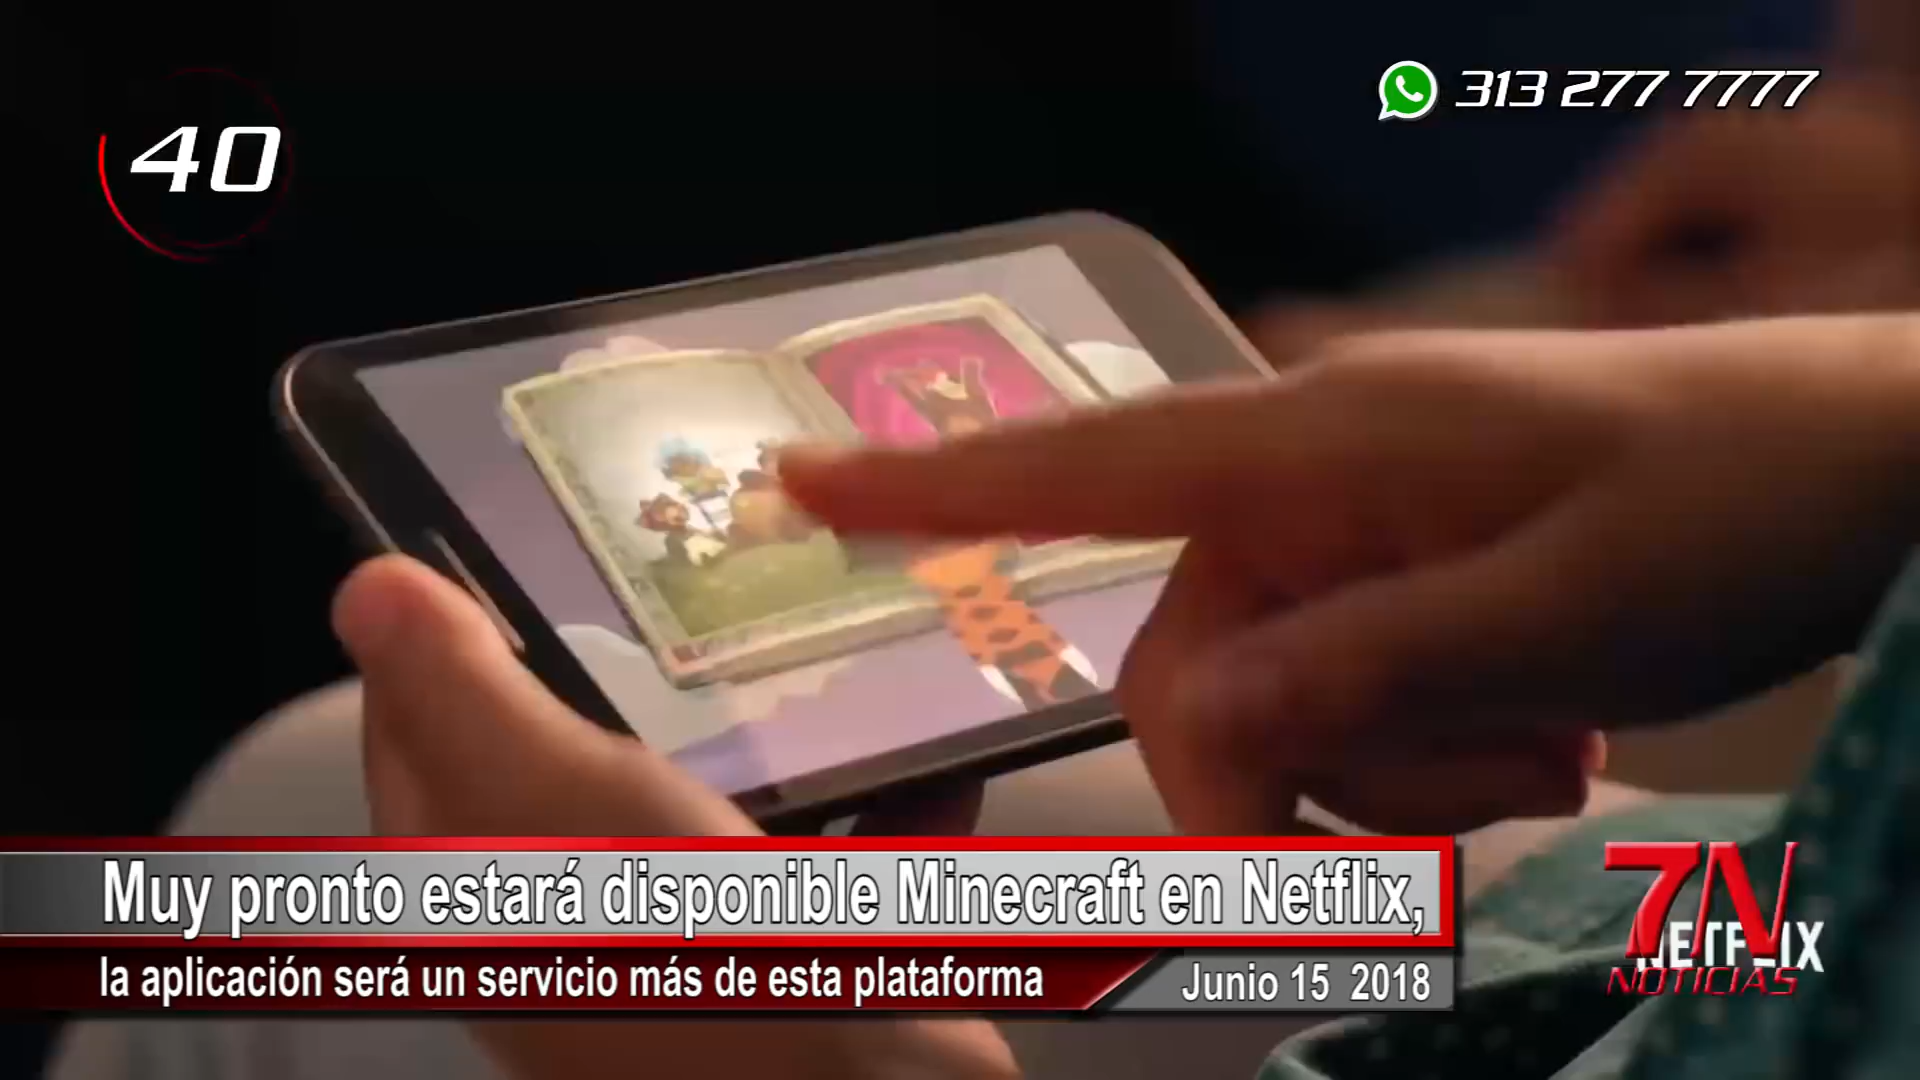 40
313 277 7777
Muy pronto estará disponible Minecraft en Netflix,
la aplicación será un servicio más de esta plataforma
Junio 15 2018
7N
NETFLIX
NOTICIAS